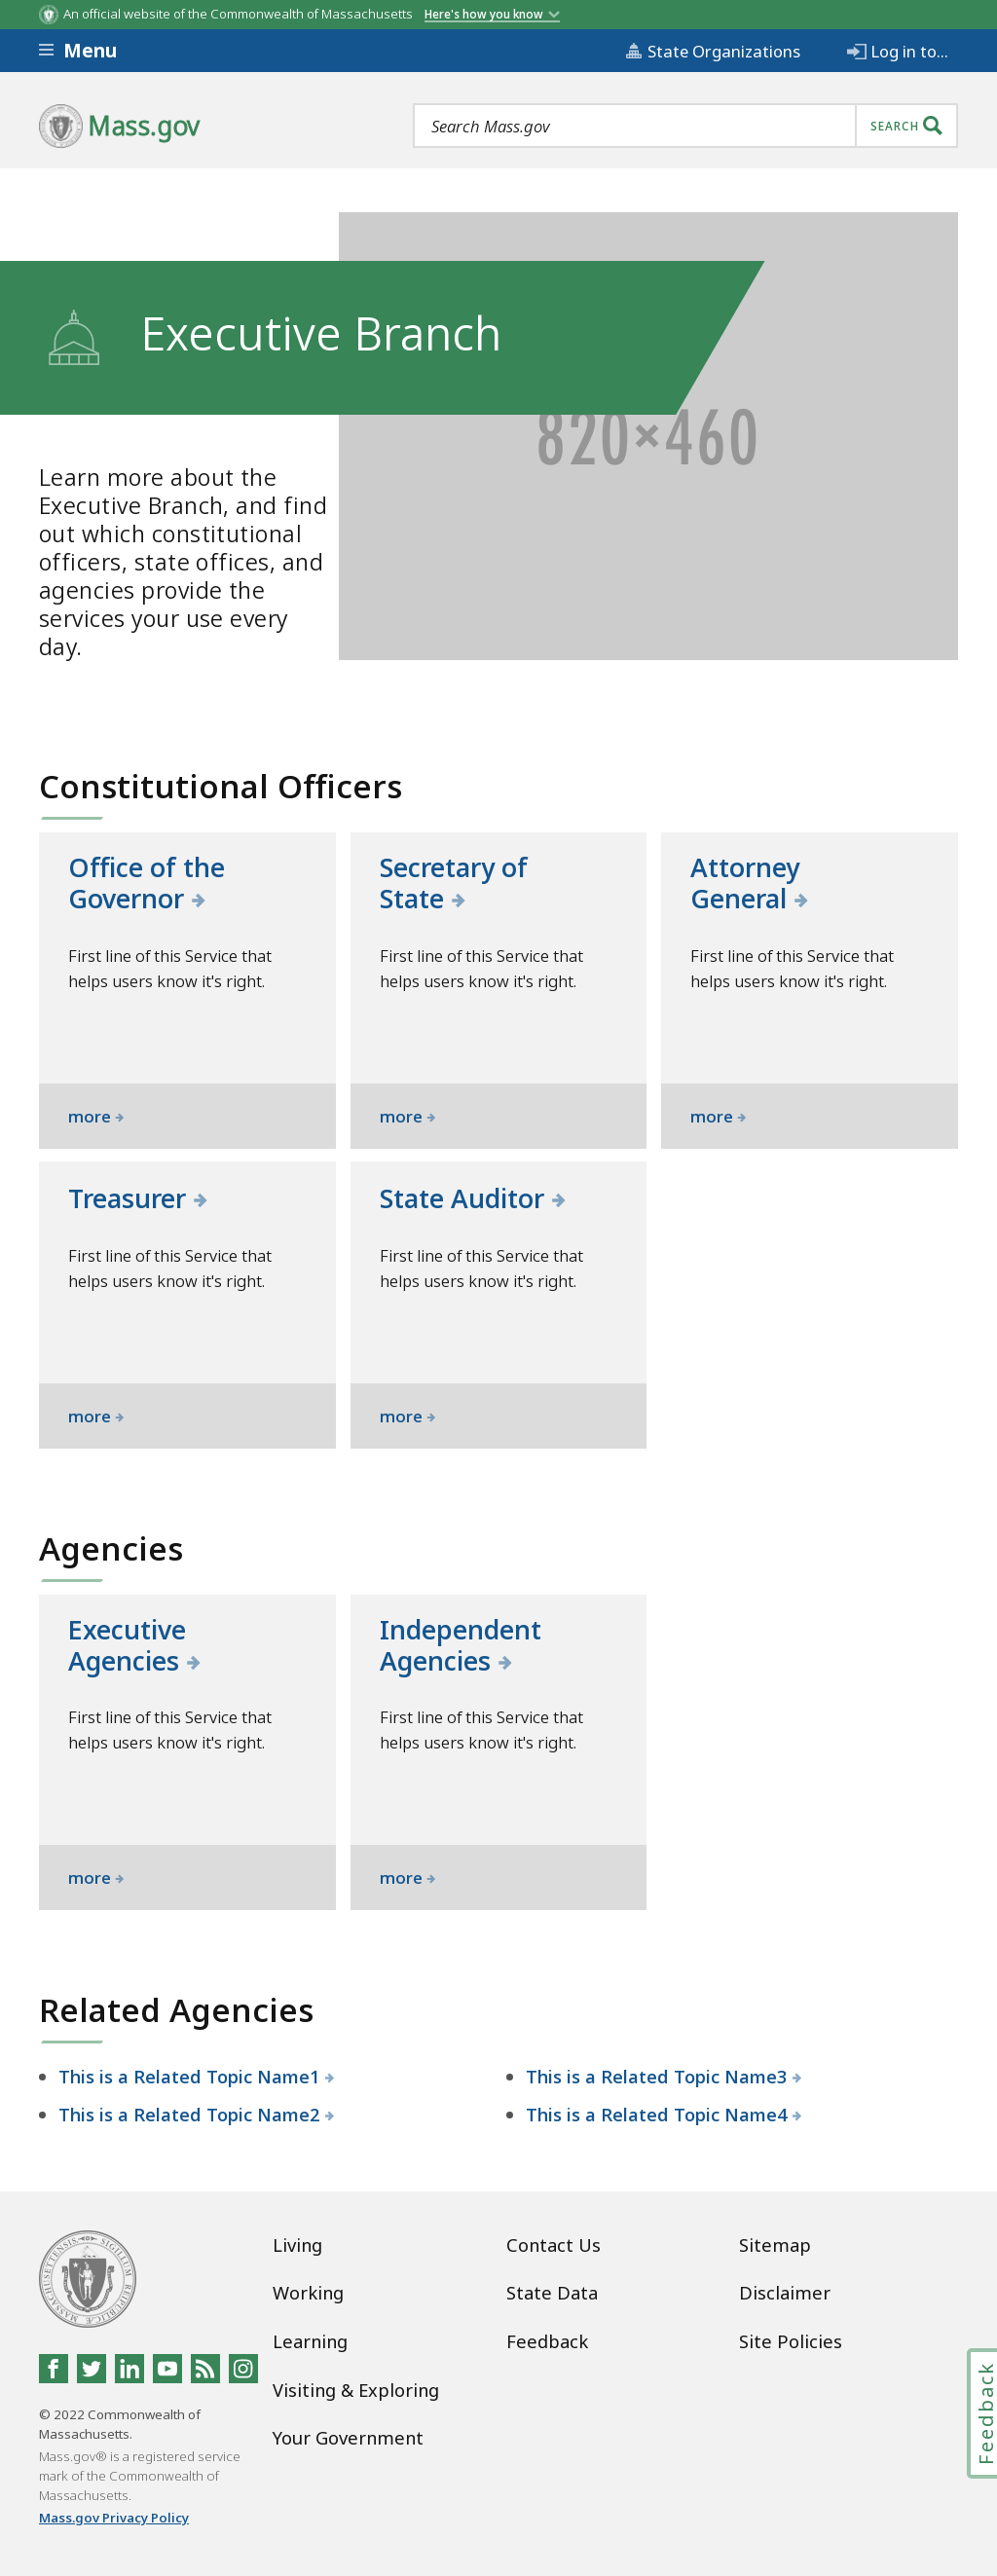 An official website of the Commonwealth of Massachusetts Here's how you know
Menu
State Organizations
Log in to...
Mass.gov
Search Mass.gov
SEARCH
Executive Branch
820×460
Learn more about the
Executive Branch, and find
out which constitutional
officers, state offices, and
agencies provide the
services your use every
day.
Constitutional Officers
Office of the
Governor
First line of this Service that
helps users know it's right.
more
Secretary of
State
First line of this Service that
helps users know it's right.
more
Attorney
General
First line of this Service that
helps users know it's right.
more
Treasurer
First line of this Service that
helps users know it's right.
more
State Auditor
First line of this Service that
helps users know it's right.
more
Agencies
Executive
Agencies
First line of this Service that
helps users know it's right.
more
Independent
Agencies
First line of this Service that
helps users know it's right.
more
Related Agencies
This is a Related Topic Name1
This is a Related Topic Name2
This is a Related Topic Name3
This is a Related Topic Name4
Living
Working
Learning
Visiting & Exploring
Your Government
Contact Us
State Data
Feedback
Sitemap
Disclaimer
Site Policies
© 2022 Commonwealth of
Massachusetts.
Mass.gov® is a registered service
mark of the Commonwealth of
Massachusetts.
Mass.gov Privacy Policy
Feedback